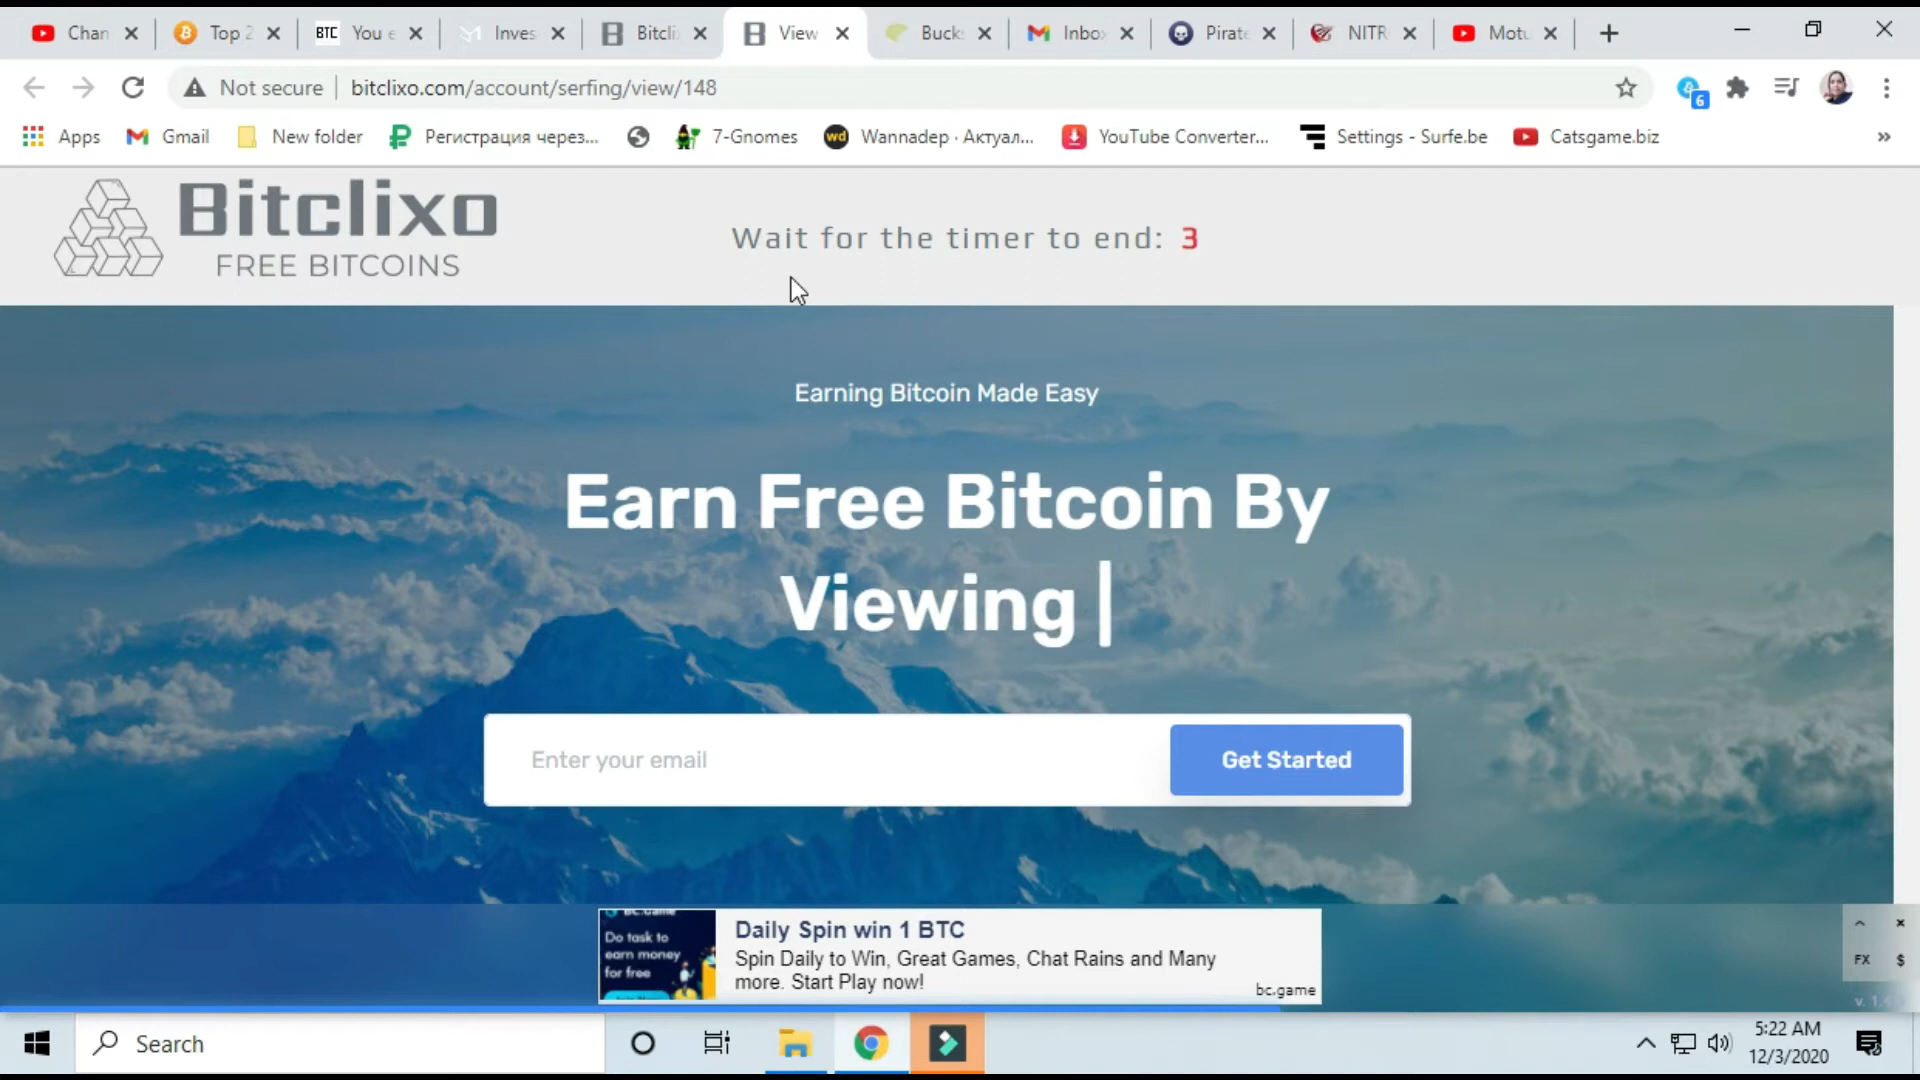 Chan
Top 2
BTC You e
Inves
Bitcli
View
Buck
Inbo
Pirate
NITR
Motu
Not secure
bitclixo.com/account/serfing/view/148
6
Apps
Gmail
New folder
Регистрация через...
7-Gnomes
wd Wannadep · Актуал...
YouTube Converter...
Settings - Surfe.be
Catsgame.biz
Bitclixo
FREE BITCOINS
Wait for the timer to end: 3
Earning Bitcoin Made Easy
Earn Free Bitcoin By
Viewing |
Enter your email
Get Started
Do task to
earn money
for free
Daily Spin win 1 BTC
Spin Daily to Win, Great Games, Chat Rains and Many
more. Start Play now!
bc.game
FX $
Search
5:22 AM
12/3/2020